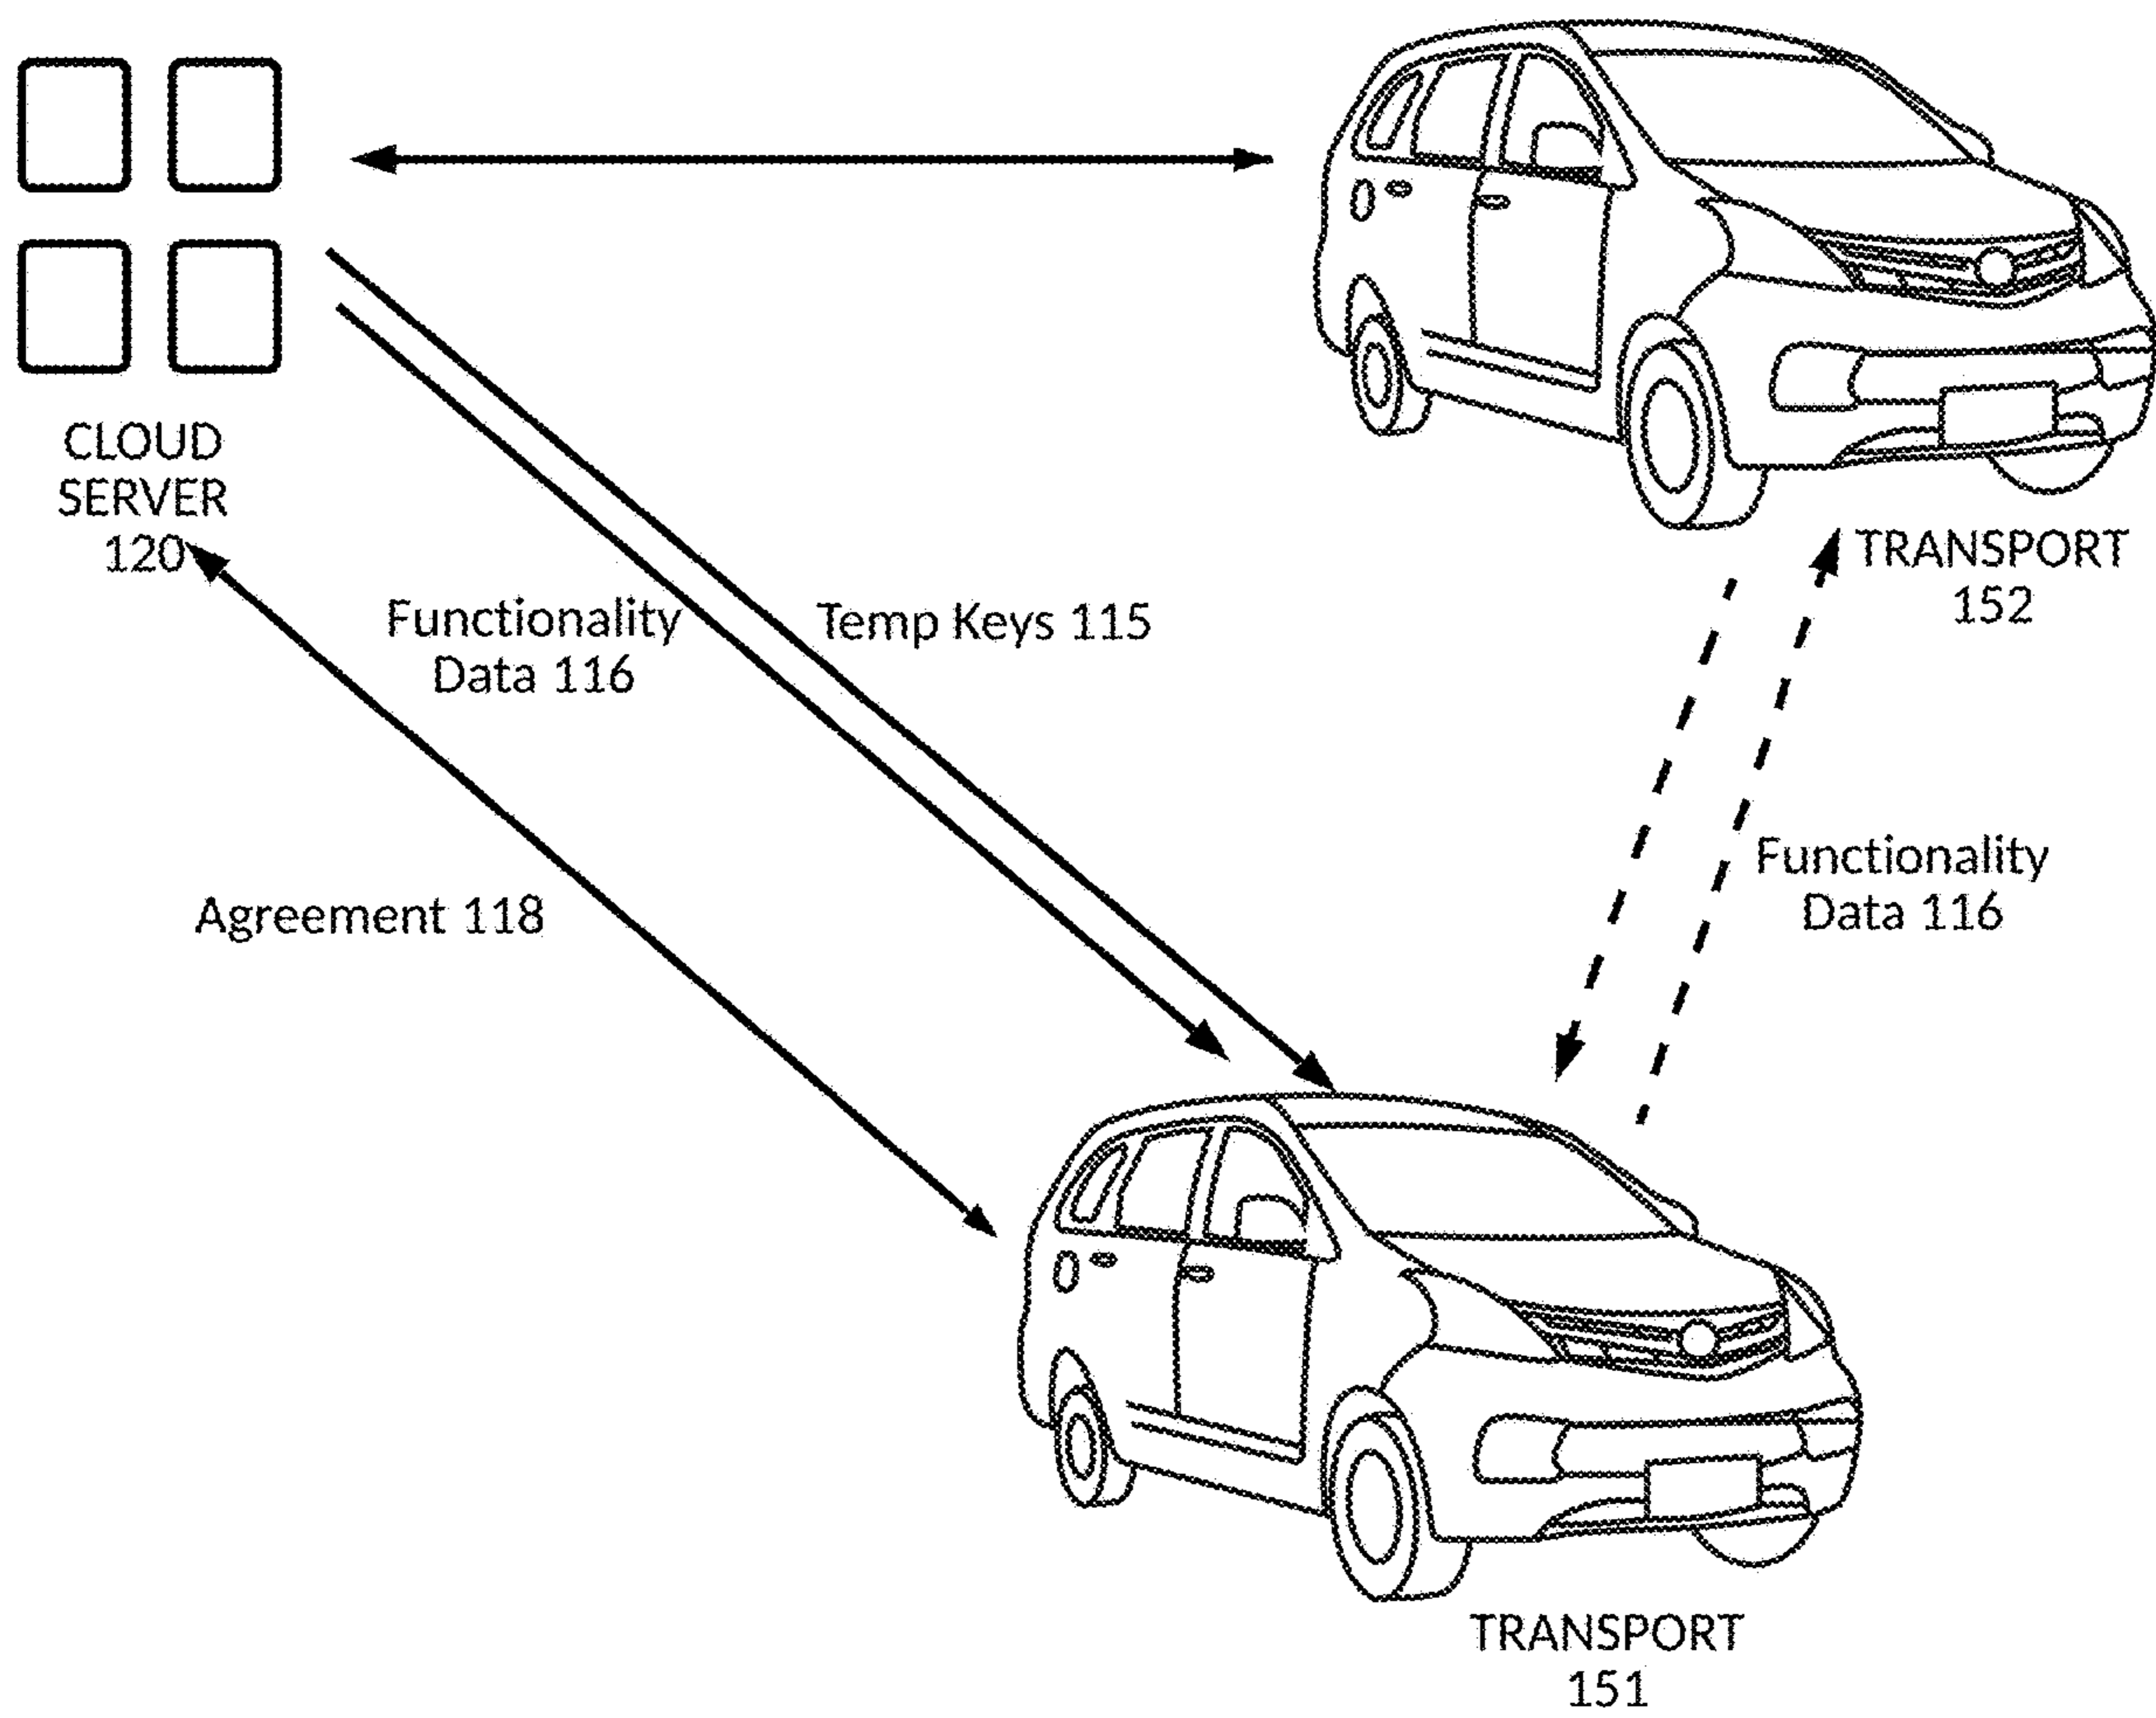 CLOUD
SERVER
120
TRANSPORT
152
Functionality
Data 116
Temp Keys 115
Functionality
Data 116
Agreement 118
TRANSPORT
151